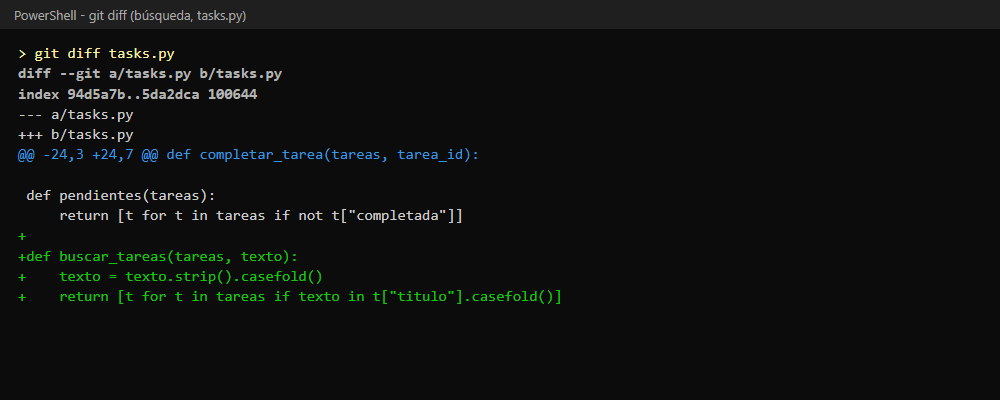 PowerShell - git diff (búsqueda, tasks.py)
> git diff tasks.py
diff --git a/tasks.py b/tasks.py
index 94d5a7b..5da2dca 100644
--- a/tasks.py
+++ b/tasks.py
@@ -24,3 +24,7 @@ def completar_tarea(tareas, tarea_id):
 def pendientes(tareas):
     return [t for t in tareas if not t["completada"]]
+
+def buscar_tareas(tareas, texto):
+    texto = texto.strip().casefold()
+    return [t for t in tareas if texto in t["titulo"].casefold()]